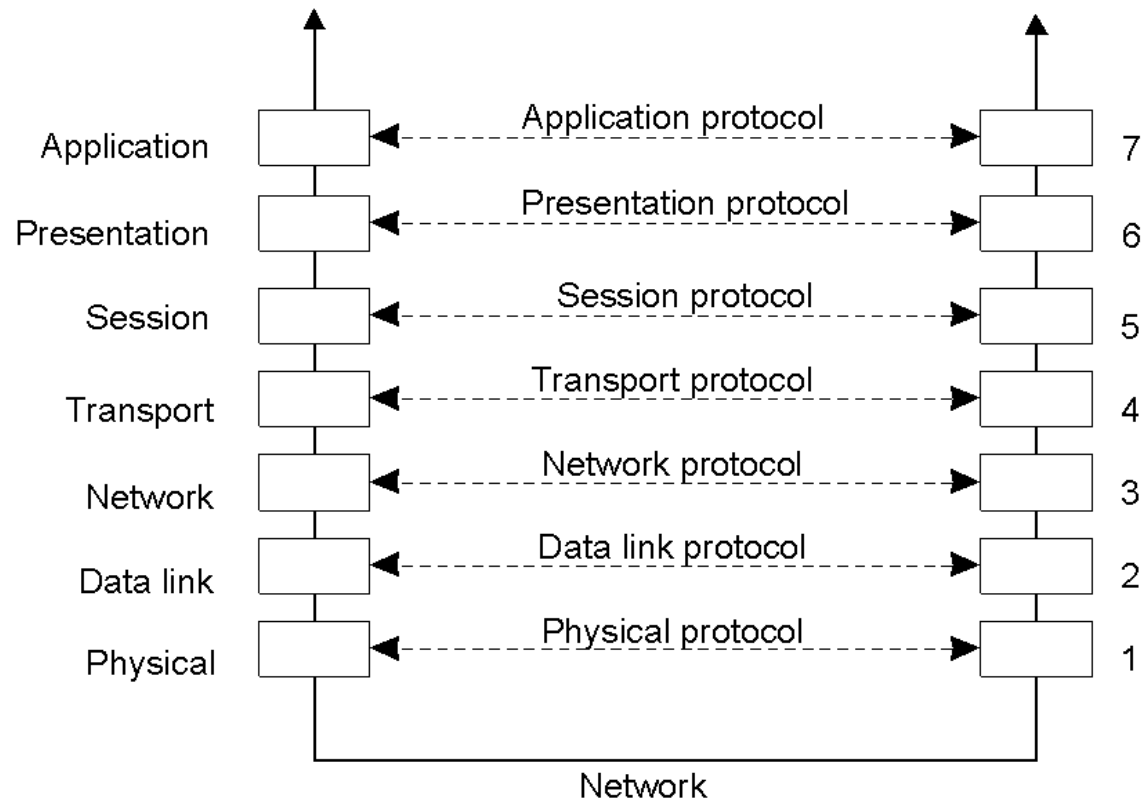 Application
Application protocol
7
Presentation
Presentation protocol
6
Session
Session protocol
5
Transport
Transport protocol
4
Network
Network protocol
3
Data link
Data link protocol
2
Physical
Physical protocol
1
Network